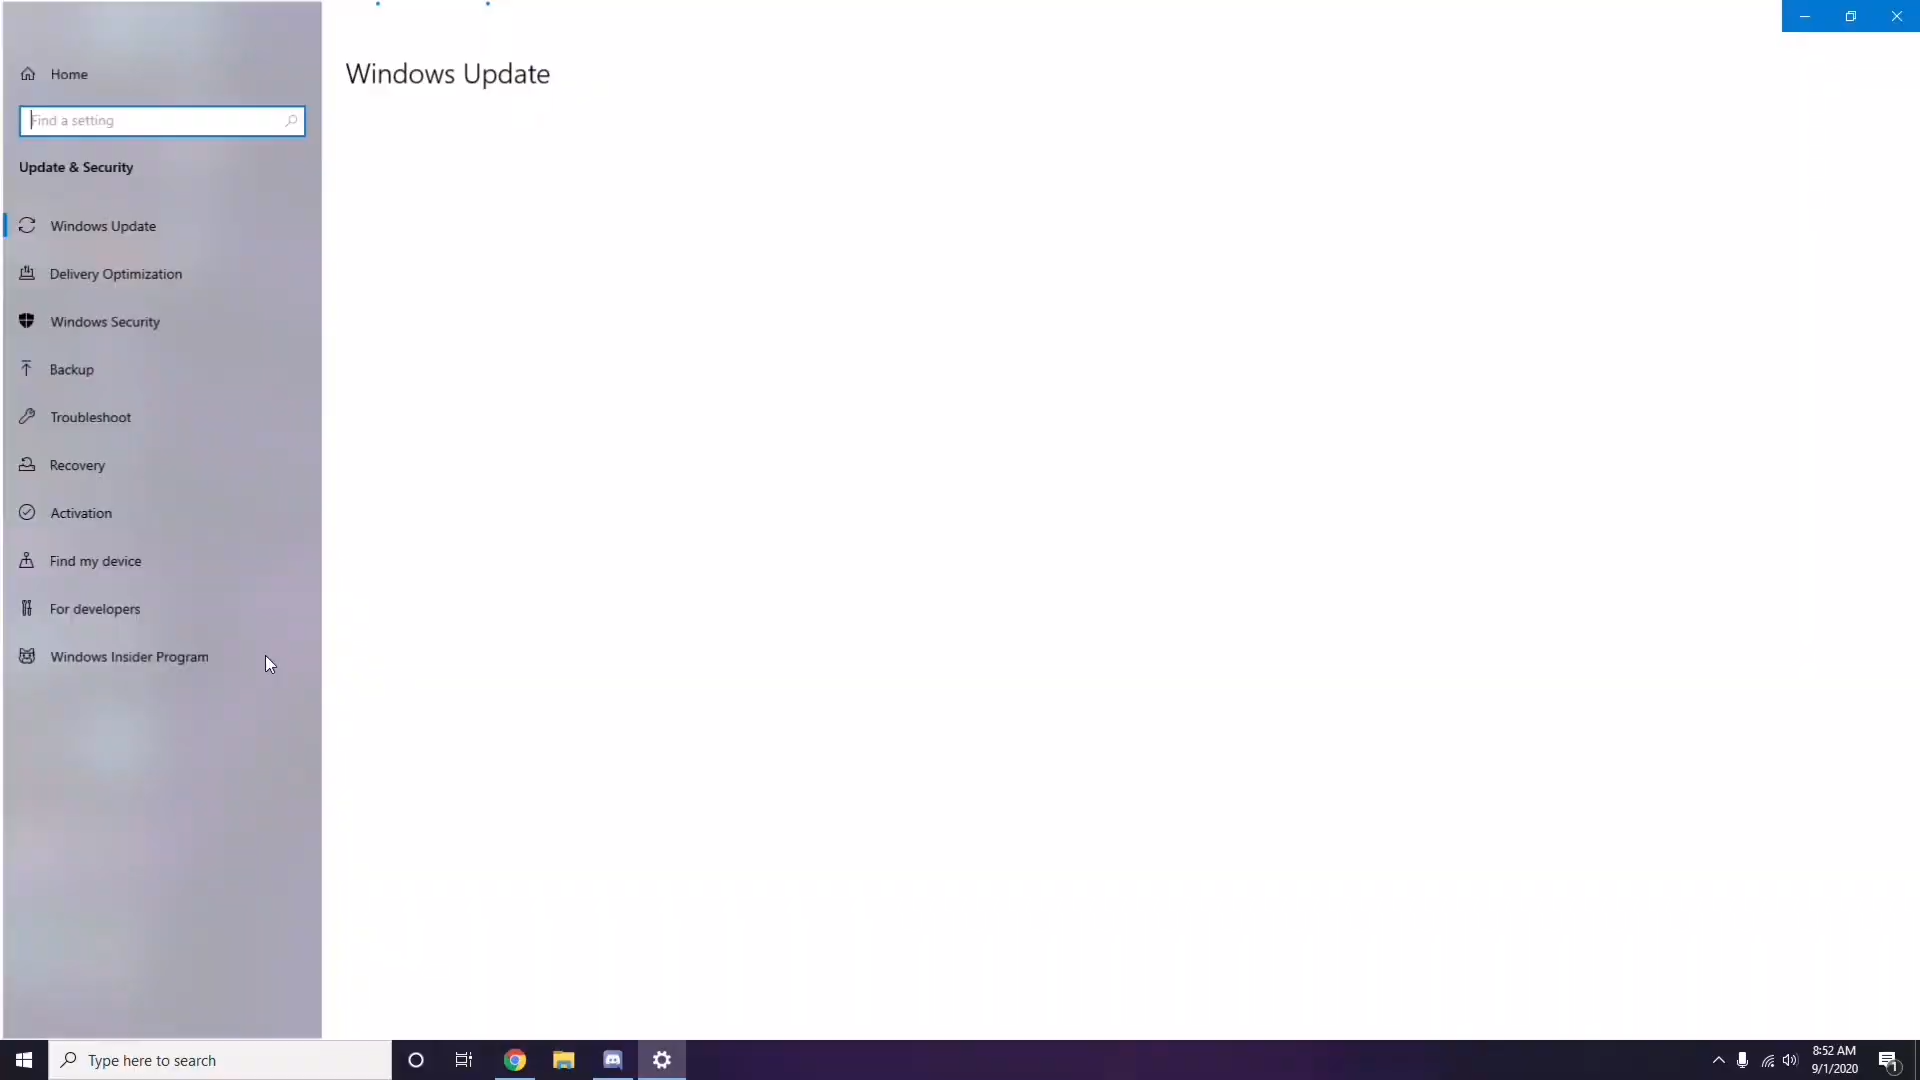 Home
Windows Update
Find a setting
Update & Security
Windows Update
Delivery Optimization
Windows Security
Backup
Troubleshoot
Recovery
Activation
Find my device
For developers
Windows Insider Program
Type here to search
8:52 AM
9/1/2020
1